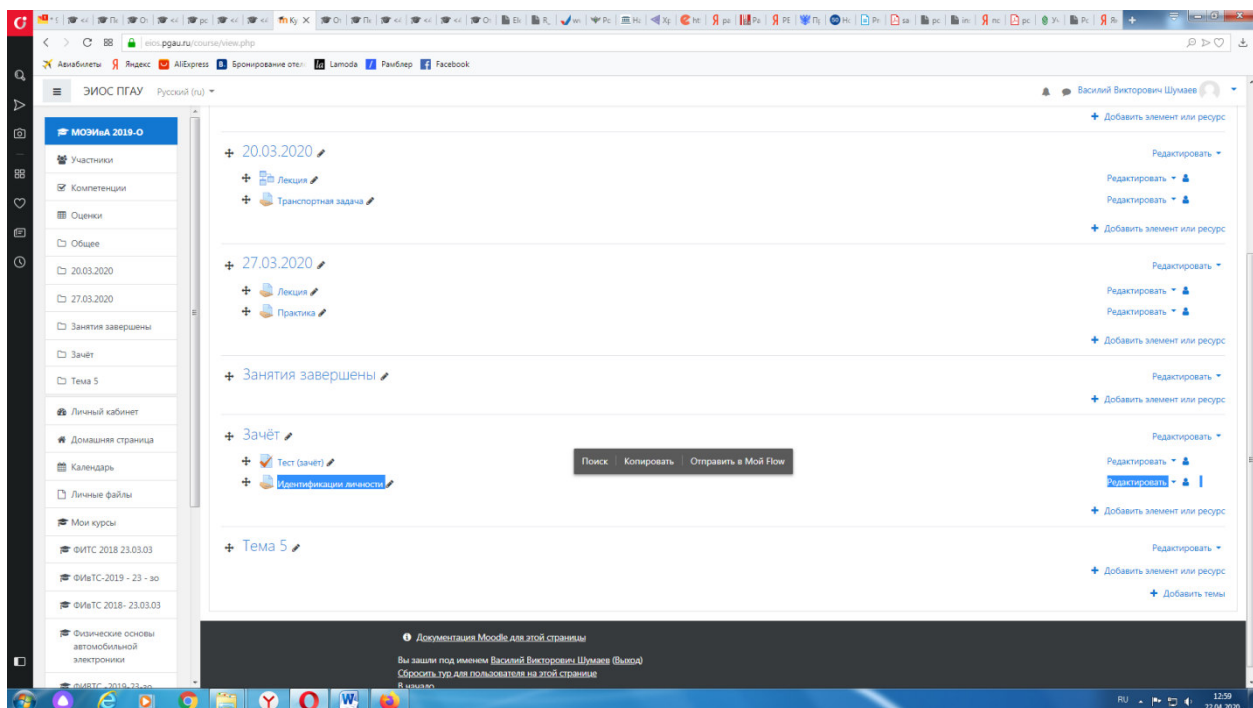 eios.pgau.ru/course/view.php
Авиабилеты Яндекс AliExpress Бронирование отел Lamoda Рамблер Facebook
ЭИОС ПГАУ Русский (ru) Василий Викторович Шумаев
Добавить элемент или ресурс
МОЭИвА 2019-О
Участники
Компетенции
Оценки
Общее
20.03.2020
27.03.2020
Занятия завершены
Зачёт
Тема 5
Личный кабинет
Домашняя страница
Календарь
Личные файлы
Мои курсы
ФИТС 2018 23.03.03
ФИвТС-2019 - 23 - зо
ФИвТС 2018- 23.03.03
Физические основы
автомобильной
электроники
20.03.2020 Редактировать
Лекция Редактировать
Транспортная задача Редактировать
Добавить элемент или ресурс
27.03.2020 Редактировать
Лекция Редактировать
Практика Редактировать
Добавить элемент или ресурс
Занятия завершены Редактировать
Добавить элемент или ресурс
Зачёт Редактировать
Тест (зачёт) Редактировать
Поиск Копировать Отправить в Мой Flow
Идентификации личности Редактировать
Добавить элемент или ресурс
Тема 5 Редактировать
Добавить элемент или ресурс
Добавить темы
Документация Moodle для этой страницы
Вы зашли под именем Василий Викторович Шумаев (Выход)
Сбросить тур для пользователя на этой странице
В начало
RU 12:59
22.04.2020